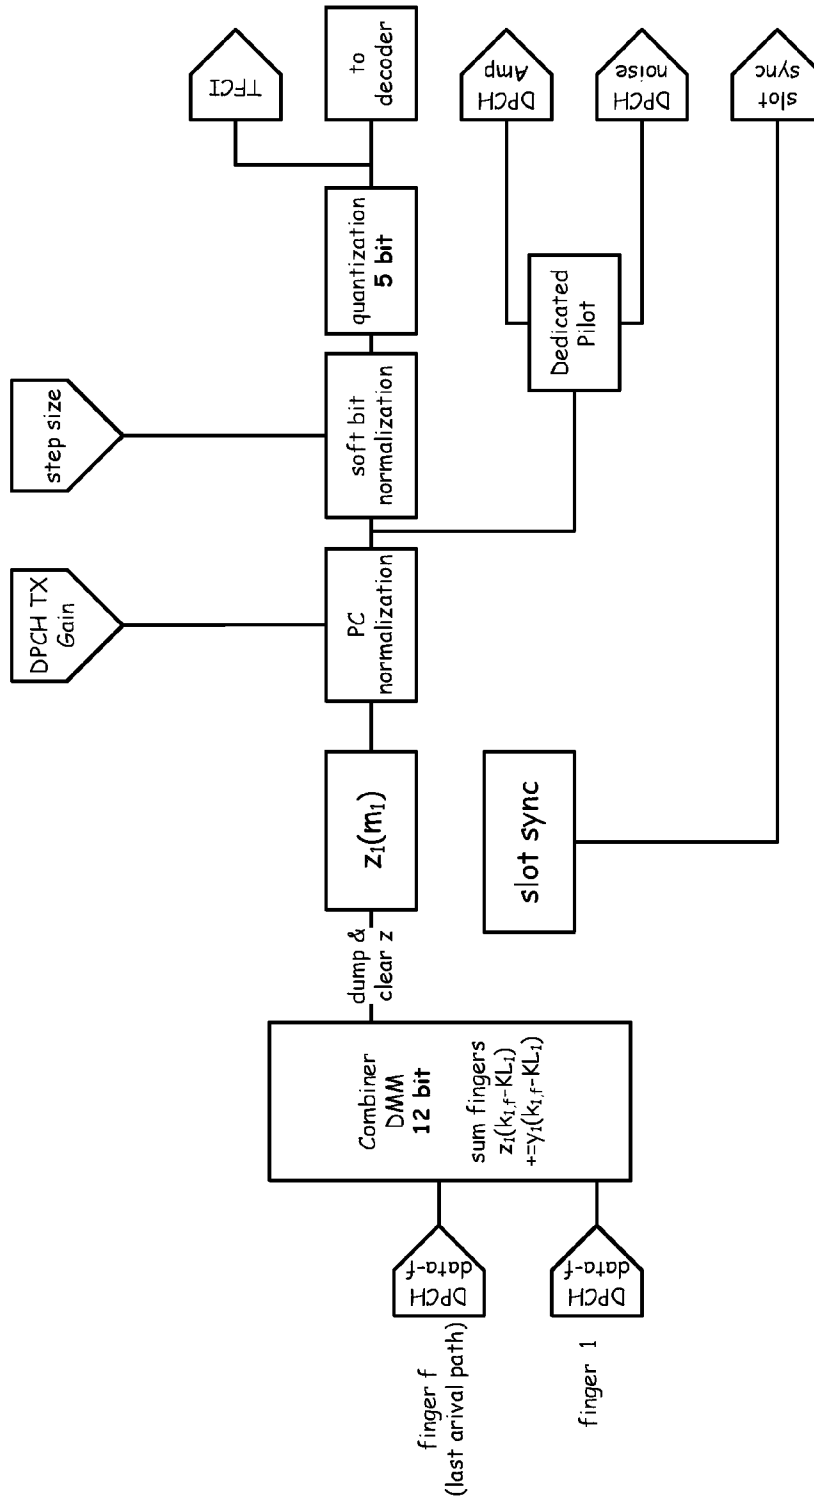 finger f
(last arival path)
finger 1
DPCH
data-f
DPCH
data-f
Combiner
DMM
12 bit
sum fingers
z₁(k₁,f-KL₁)
+=y₁(k₁,f-KL₁)
dump &
clear z
z₁(m₁)
slot sync
DPCH TX
Gain
PC
normalization
step size
soft bit
normalization
quantization
5 bit
Dedicated
Pilot
TFCI
to
decoder
DPCH
Amp
DPCH
noise
slot
sync